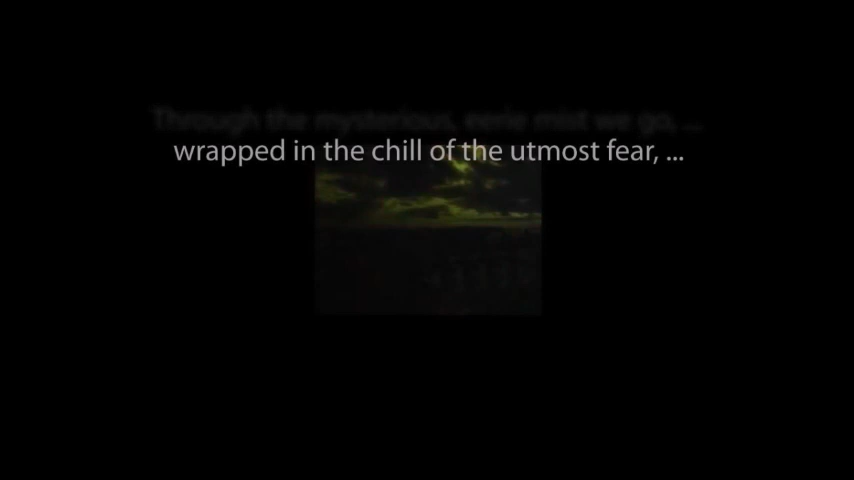 Through the mysterious, eerie mist we go, ...
wrapped in the chill of the utmost fear, ...